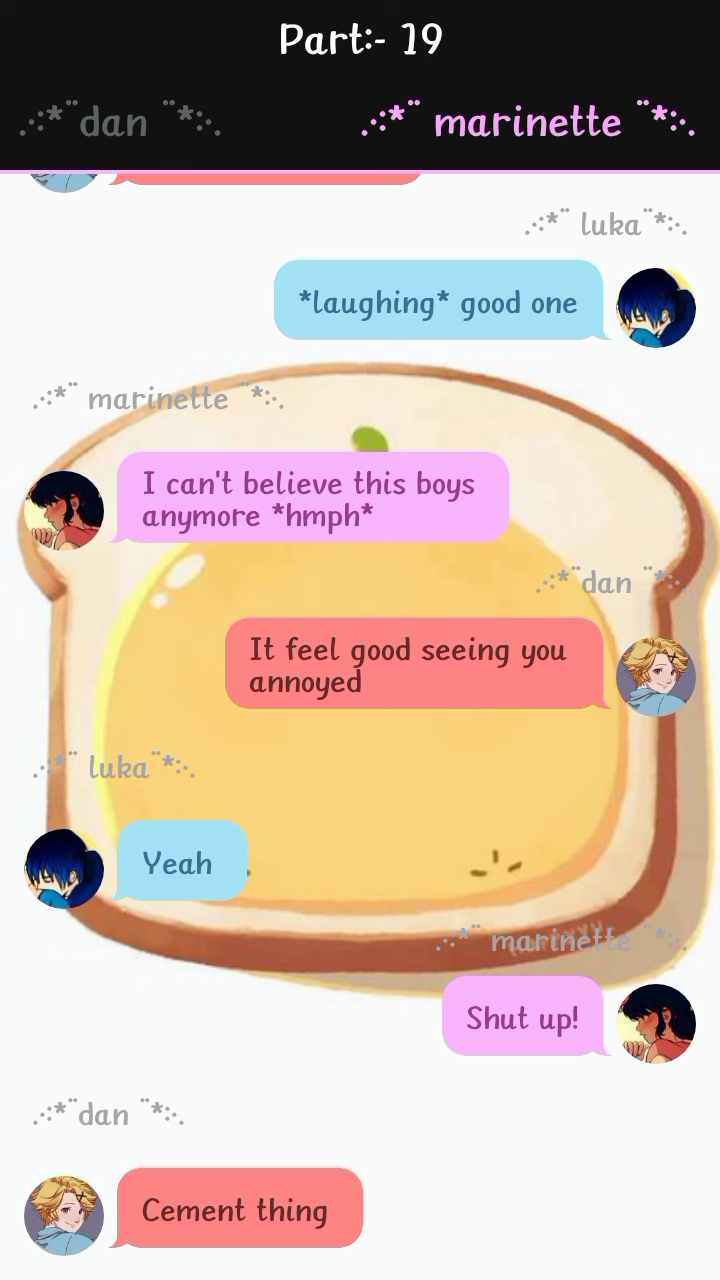 Part:- 19
.·:*¨dan ¨*:·.
.·:*¨ marinette ¨*:·.
.·:*¨ luka¨*:·.
*laughing* good one
.·:*¨ marinette ¨*:·.
I can't believe this boys
anymore *hmph*
.·:*¨dan ¨*:·.
It feel good seeing you
annoyed
.·:*¨ luka¨*:·.
Yeah
.·:*¨ marinette ¨*:·.
Shut up!
.·:*¨dan ¨*:·.
Cement thing